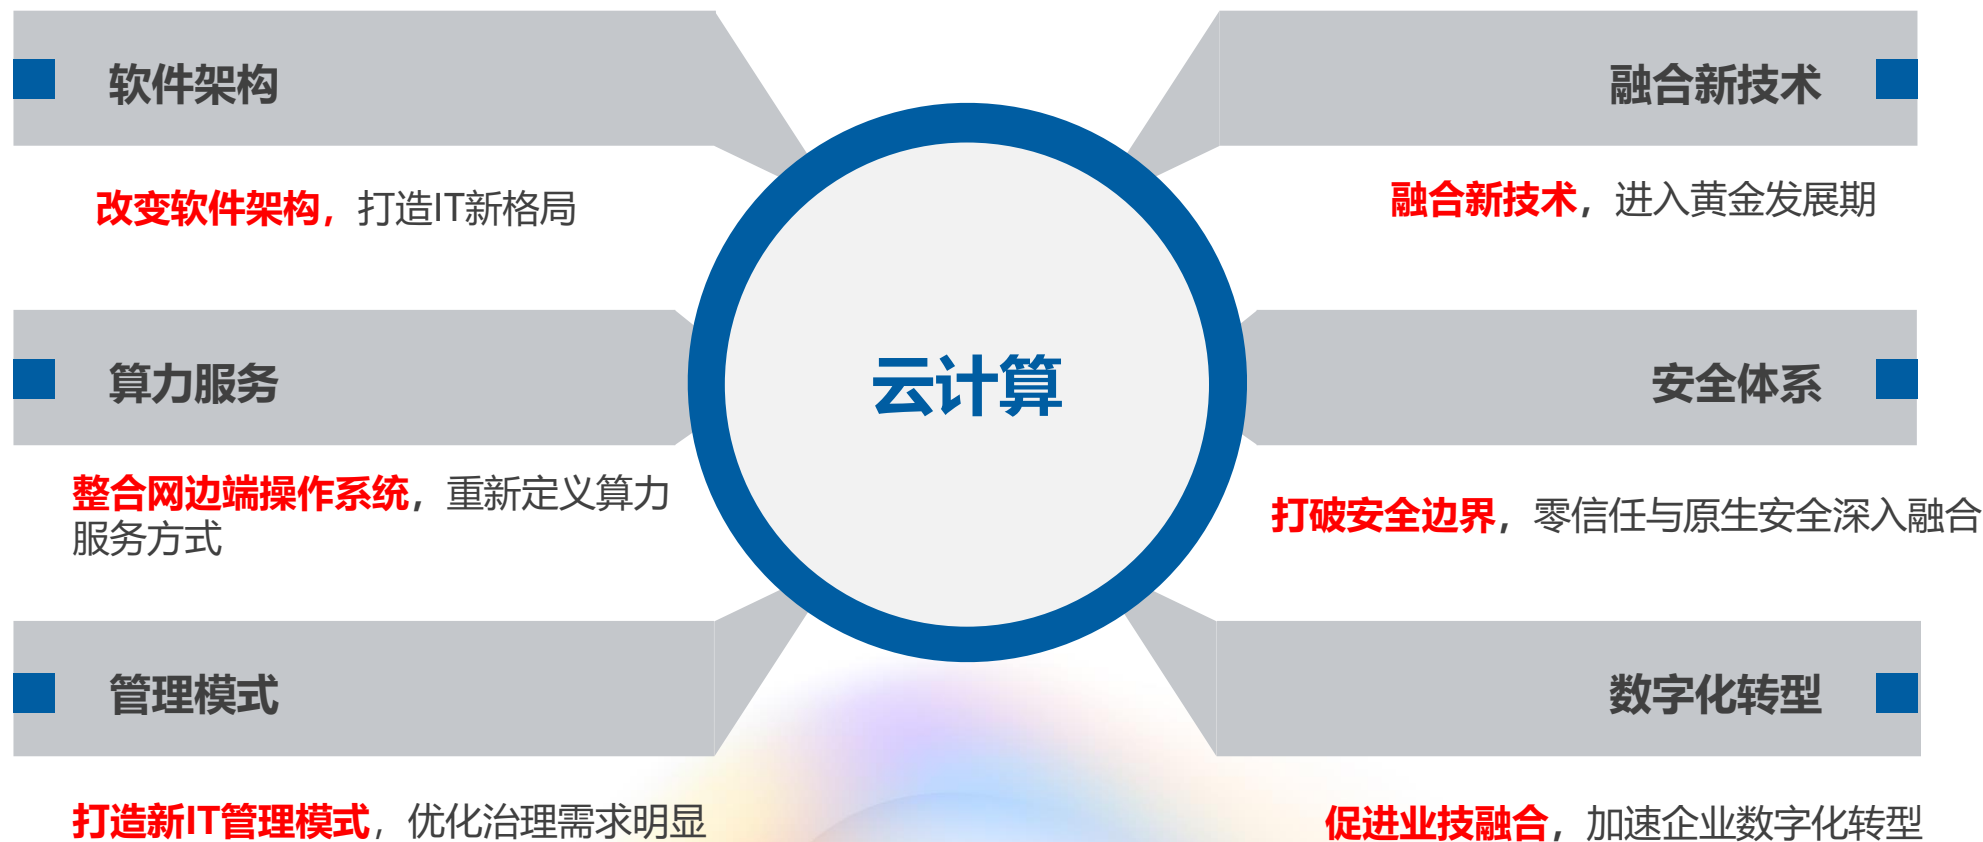 软件架构
改变软件架构，打造IT新格局
算力服务
整合网边端操作系统，重新定义算力
服务方式
管理模式
打造新IT管理模式，优化治理需求明显
云计算
融合新技术
融合新技术，进入黄金发展期
安全体系
打破安全边界，零信任与原生安全深入融合
数字化转型
促进业技融合，加速企业数字化转型